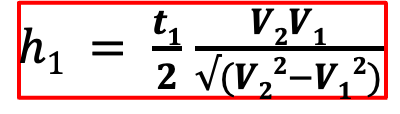 h₁ = t₁/2 V₂V₁/√(V₂²−V₁²)